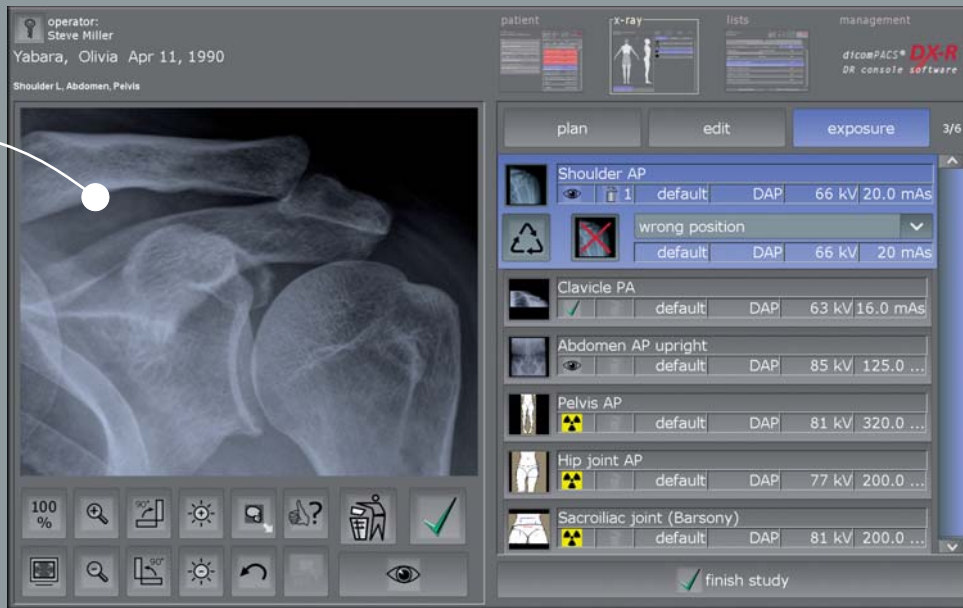 operator:
Steve Miller
Yabara, Olivia Apr 11, 1990
Shoulder L, Abdomen, Pelvis
patient
x-ray
lists
management
dicomPACS® DX-R
DR console software
plan
edit
exposure
3/6
Shoulder AP
1 default DAP 66 kV 20.0 mAs
wrong position
default DAP 66 kV 20 mAs
Clavicle PA
default DAP 63 kV 16.0 mAs
Abdomen AP upright
default DAP 85 kV 125.0 ...
Pelvis AP
default DAP 81 kV 320.0 ...
Hip joint AP
default DAP 77 kV 200.0 ...
Sacroiliac joint (Barsony)
default DAP 81 kV 200.0 ...
100
%
90°
?
90°
finish study